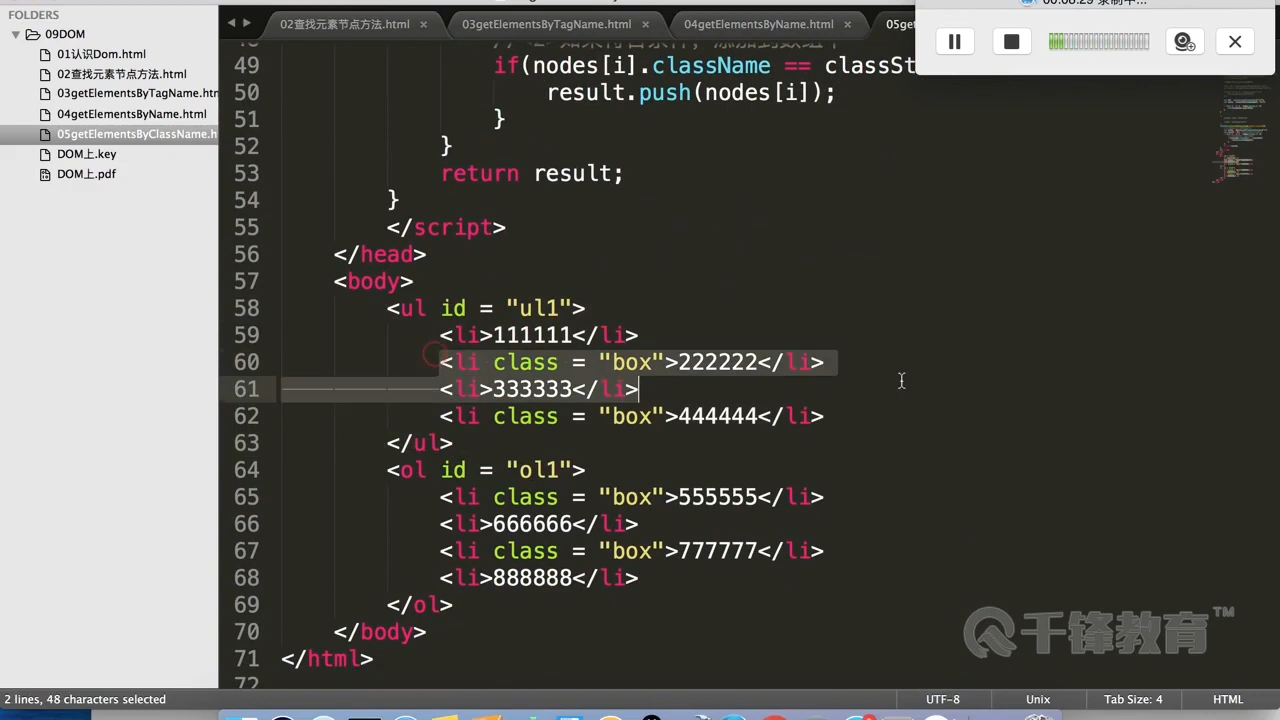 FOLDERS
09DOM
01认识Dom.html
02查找元素节点方法.html
03getElementsByTagName.htm
04getElementsByName.html
05getElementsByClassName.h
DOM上.key
DOM上.pdf
02查找元素节点方法.html
03getElementsByTagName.html
04getElementsByName.html
49 if(nodes[i].className == classSt
50 result.push(nodes[i]);
51 }
52 }
53 return result;
54 }
55 </script>
56 </head>
57 <body>
58 <ul id = "ul1">
59 <li>111111</li>
60 <li class = "box">222222</li>
61 <li>333333</li>
62 <li class = "box">444444</li>
63 </ul>
64 <ol id = "ol1">
65 <li class = "box">555555</li>
66 <li>666666</li>
67 <li class = "box">777777</li>
68 <li>888888</li>
69 </ol>
70 </body>
71 </html>
72
千锋教育™
2 lines, 48 characters selected
UTF-8
Unix
Tab Size: 4
HTML